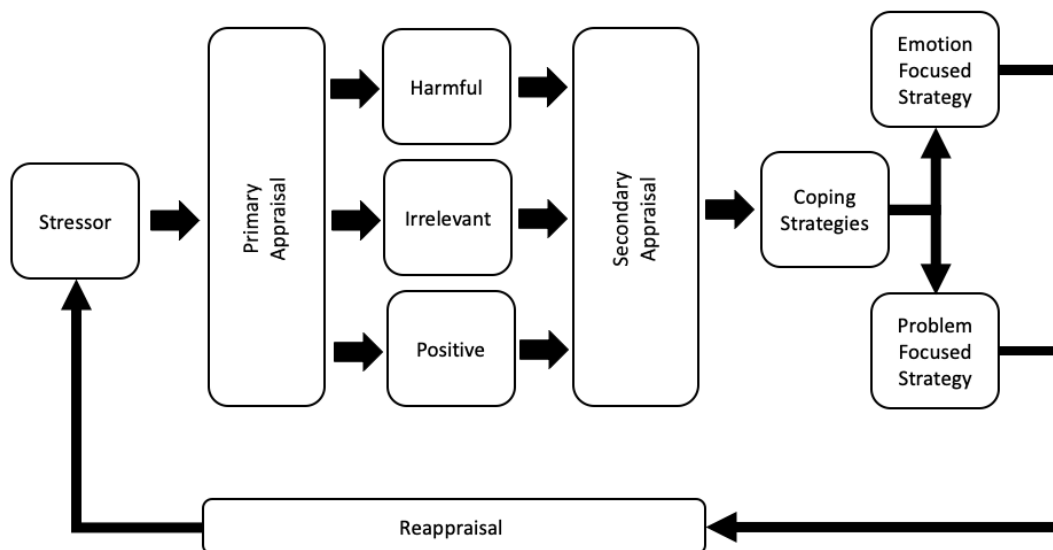 Stressor
Primary
Appraisal
Harmful
Irrelevant
Positive
Secondary
Appraisal
Coping
Strategies
Emotion
Focused
Strategy
Problem
Focused
Strategy
Reappraisal